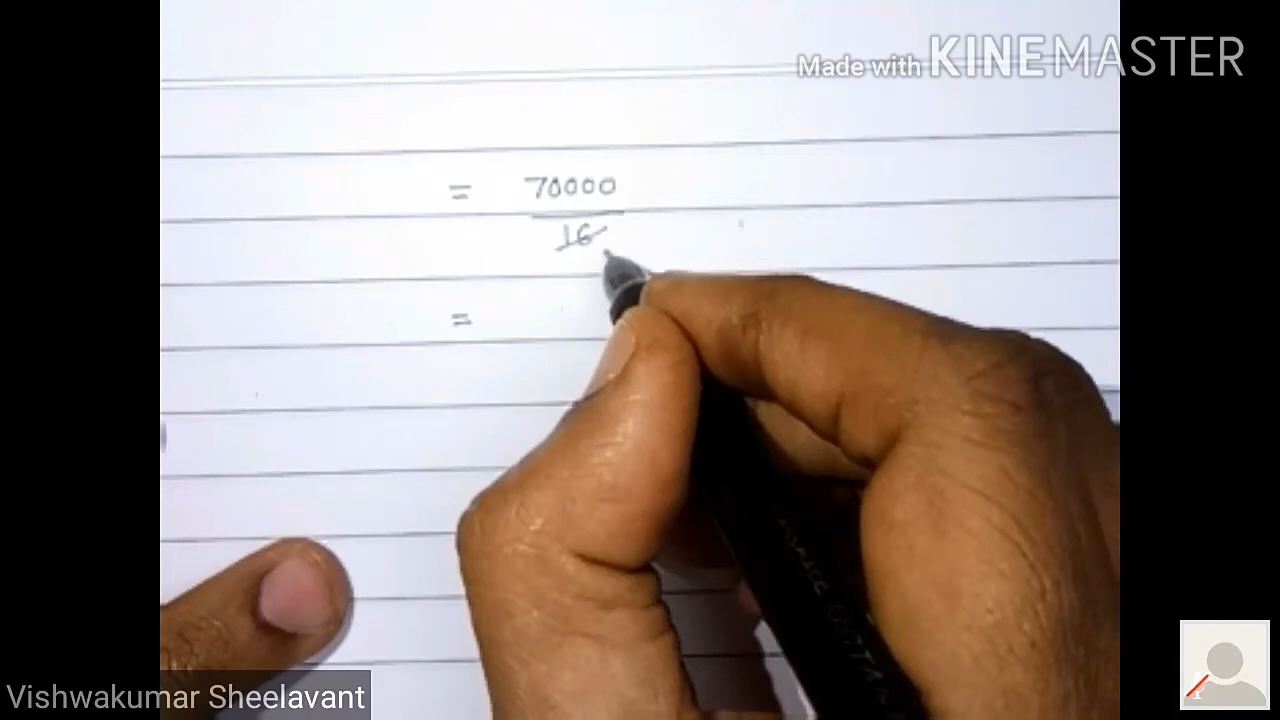 Made with KINEMASTER
= 70000
16
=
Vishwakumar Sheelavant